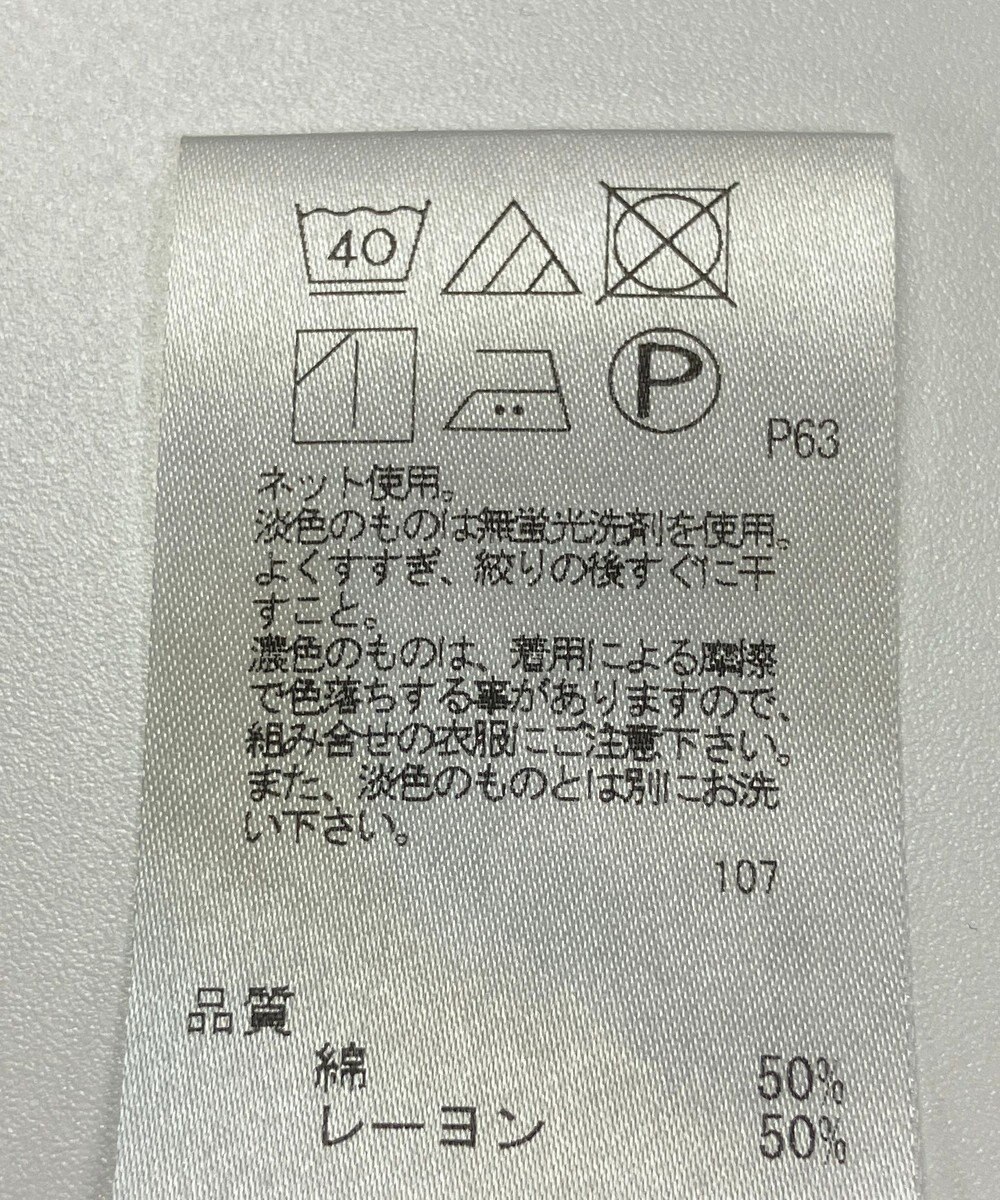 40
P
P63
ネット使用。
淡色のものは無蛍光洗剤を使用。
よくすすぎ、絞りの後すぐに干
すこと。
濃色のものは、着用による摩擦
で色落ちする事がありますので、
組み合せの衣服にご注意下さい。
また、淡色のものとは別にお洗
い下さい。
107
品質
綿 50%
レーヨン 50%